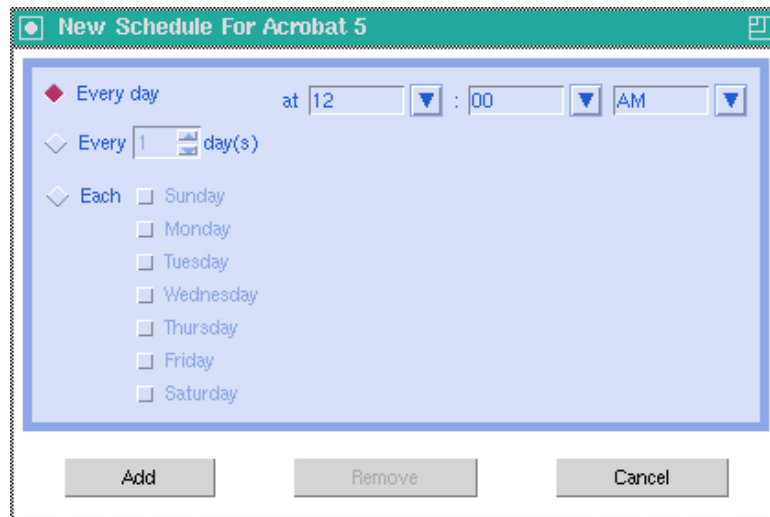 New Schedule For Acrobat 5
Every day at 12 : 00 AM
Every 1 day(s)
Each Sunday
Monday
Tuesday
Wednesday
Thursday
Friday
Saturday
Add Remove Cancel